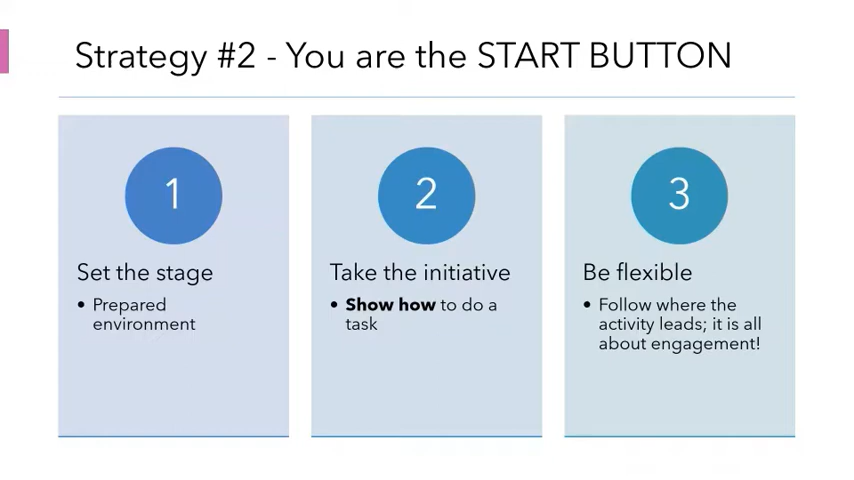 Strategy #2 - You are the START BUTTON
1
Set the stage
• Prepared
environment
2
Take the initiative
• Show how to do a
task
3
Be flexible
• Follow where the
activity leads; it is all
about engagement!